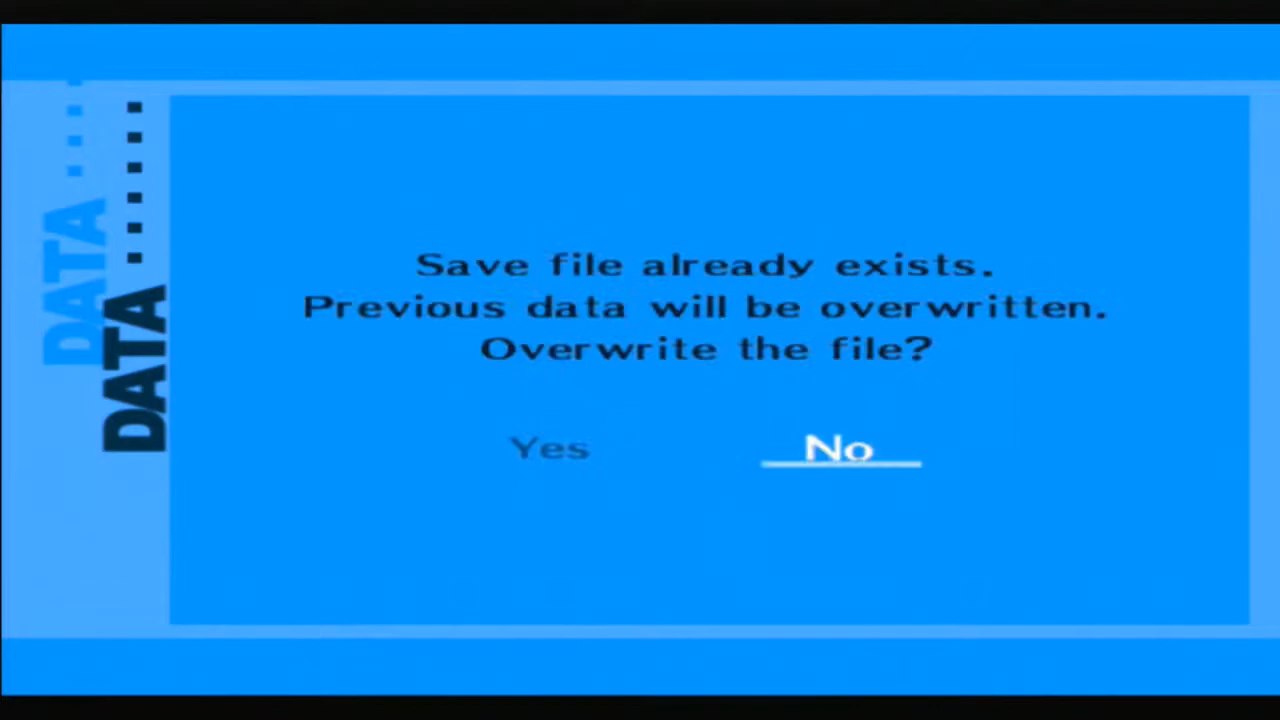 DATA
DATA
Save file already exists.
Previous data will be overwritten.
Overwrite the file?
Yes No